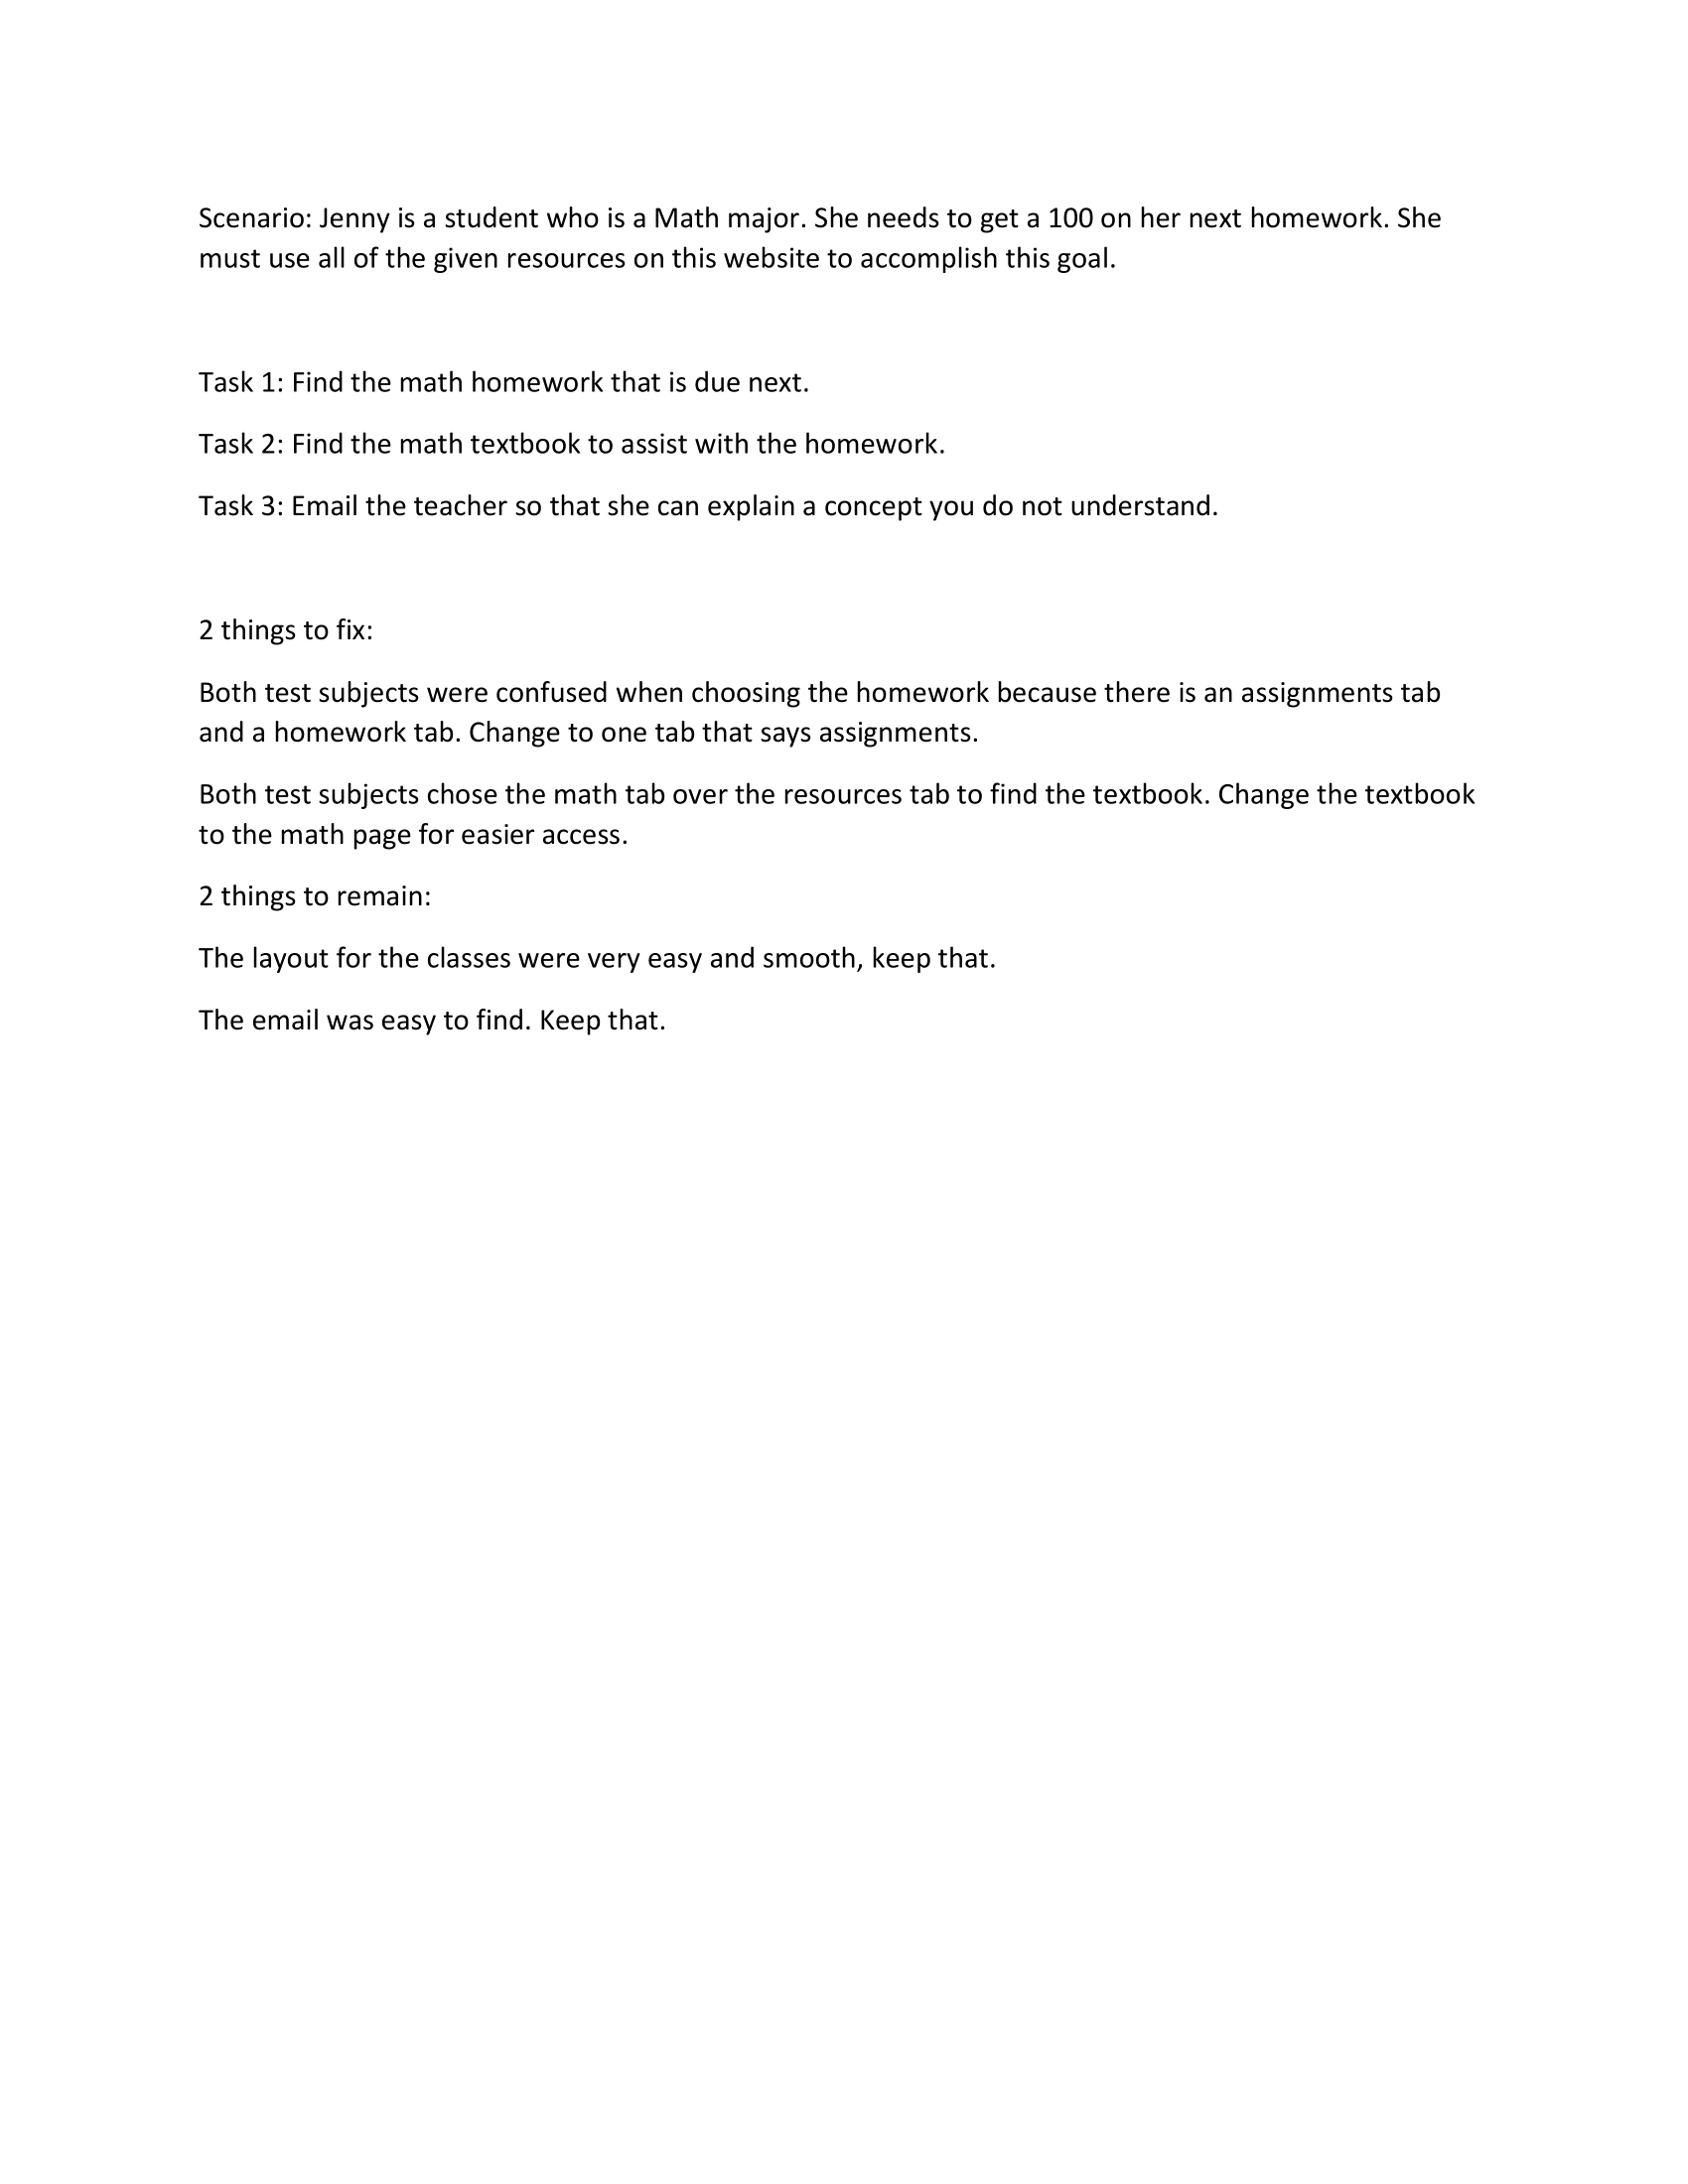 Scenario: Jenny is a student who is a Math major. She needs to get a 100 on her next homework. She
must use all of the given resources on this website to accomplish this goal.
Task 1: Find the math homework that is due next.
Task 2: Find the math textbook to assist with the homework.
Task 3: Email the teacher so that she can explain a concept you do not understand.
2 things to fix:
Both test subjects were confused when choosing the homework because there is an assignments tab
and a homework tab. Change to one tab that says assignments.
Both test subjects chose the math tab over the resources tab to find the textbook. Change the textbook
to the math page for easier access.
2 things to remain:
The layout for the classes were very easy and smooth, keep that.
The email was easy to find. Keep that.